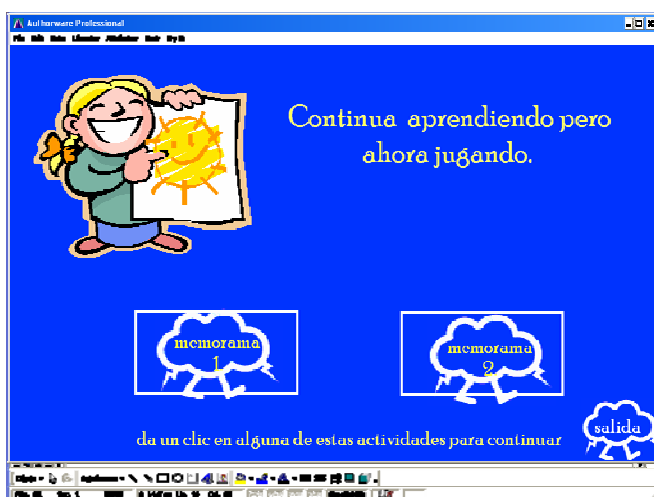 Authorware Professional
Continua aprendiendo pero
ahora jugando.
memorama
1
memorama
2
salida
da un clic en alguna de estas actividades para continuar